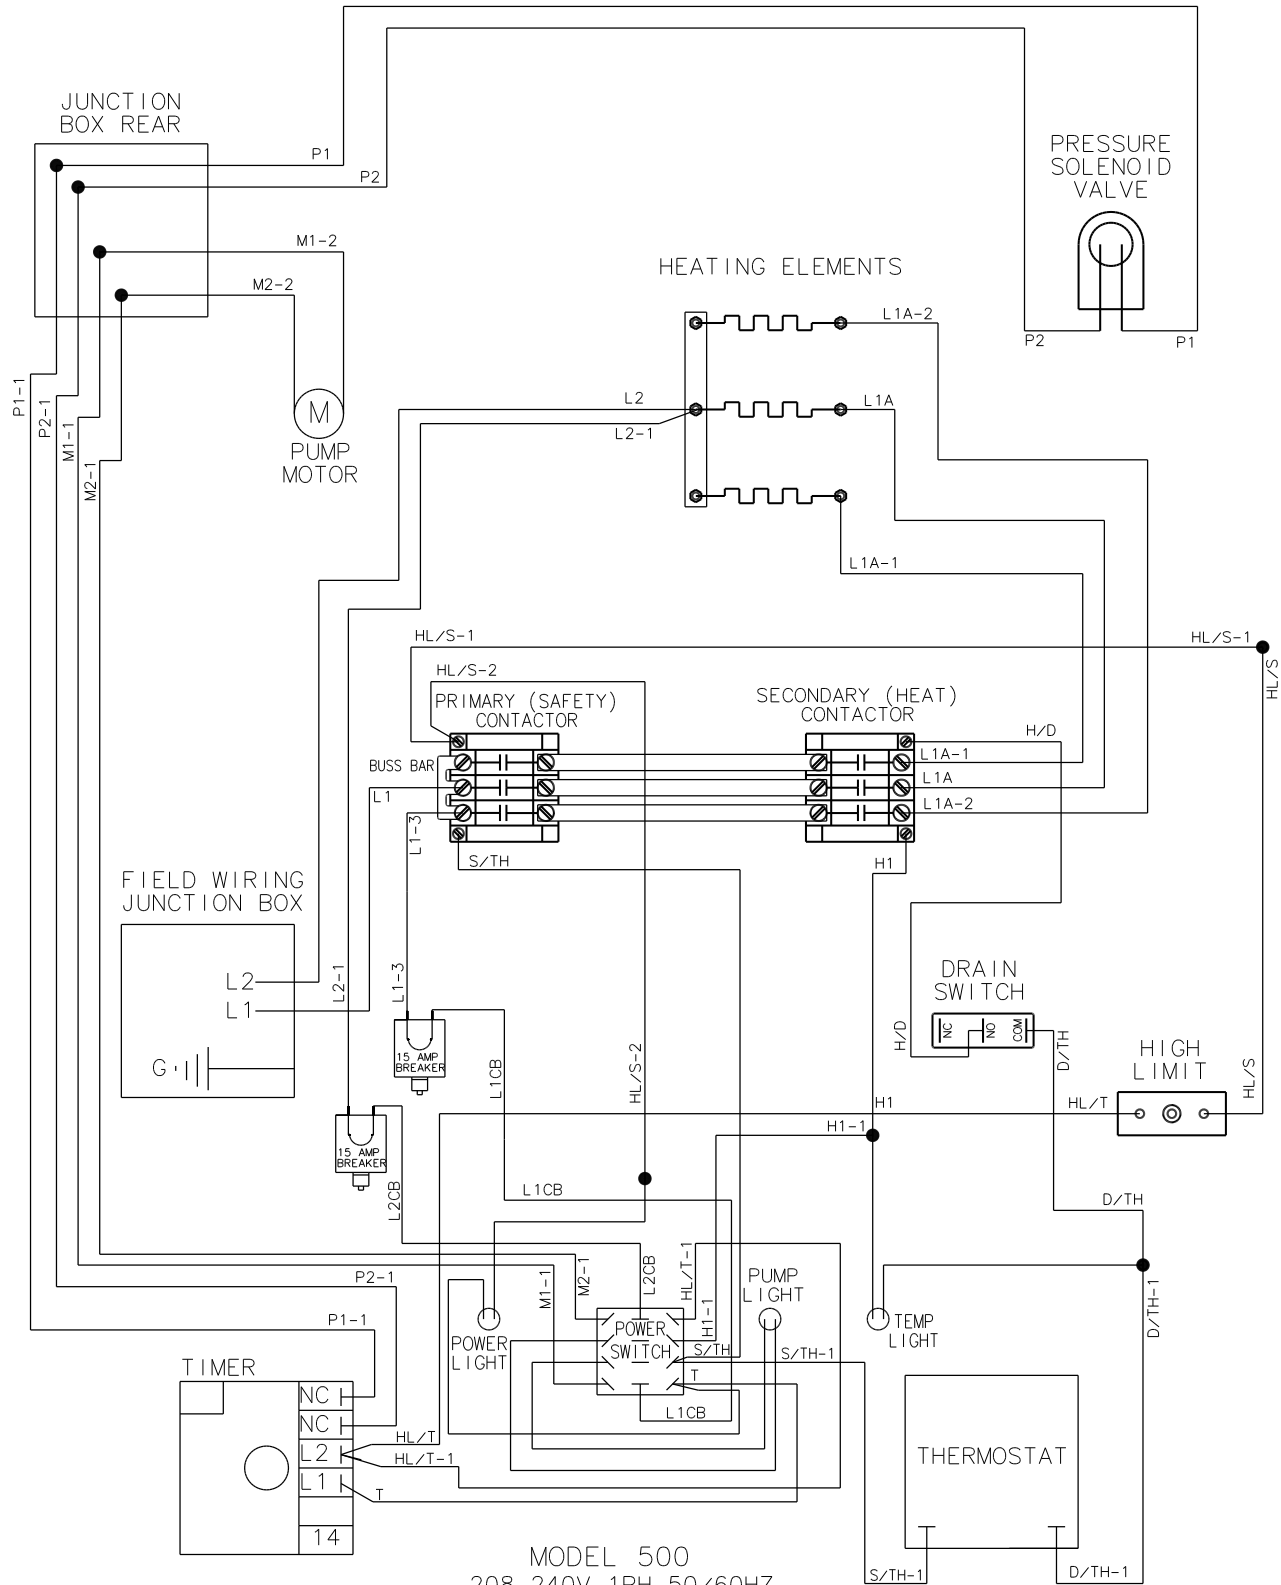 JUNCTION
BOX REAR
P1
P2
M1-2
M2-2
P1-1
P2-1
M1-1
M2-1
M
PUMP
MOTOR
PRESSURE
SOLENOID
VALVE
P2
P1
HEATING ELEMENTS
L1A-2
L2
L1A
L2-1
L1A-1
HL/S-1
HL/S-1
HL/S
HL/S-2
PRIMARY (SAFETY)
CONTACTOR
SECONDARY (HEAT)
CONTACTOR
H/D
BUSS BAR
L1A-1
L1A
L1
L1A-2
L1-3
S/TH
H1
FIELD WIRING
JUNCTION BOX
L2
L1
G
L2-1
L1-3
DRAIN
SWITCH
NC
NO
COM
H/D
D/TH
15 AMP
BREAKER
L1CB
HL/S-2
HIGH
LIMIT
HL/S
H1
HL/T
H1-1
15 AMP
BREAKER
L2CB
L1CB
D/TH
M1-1
M2-1
L2CB
HL/T-1
H1-1
PUMP
LIGHT
P2-1
P1-1
POWER
LIGHT
POWER
SWITCH
S/TH
S/TH-1
T
L1CB
TEMP
LIGHT
D/TH-1
TIMER
NC
NC
L2
L1
14
HL/T
HL/T-1
T
THERMOSTAT
S/TH-1
D/TH-1
MODEL 500
208-240V 1PH 50/60HZ